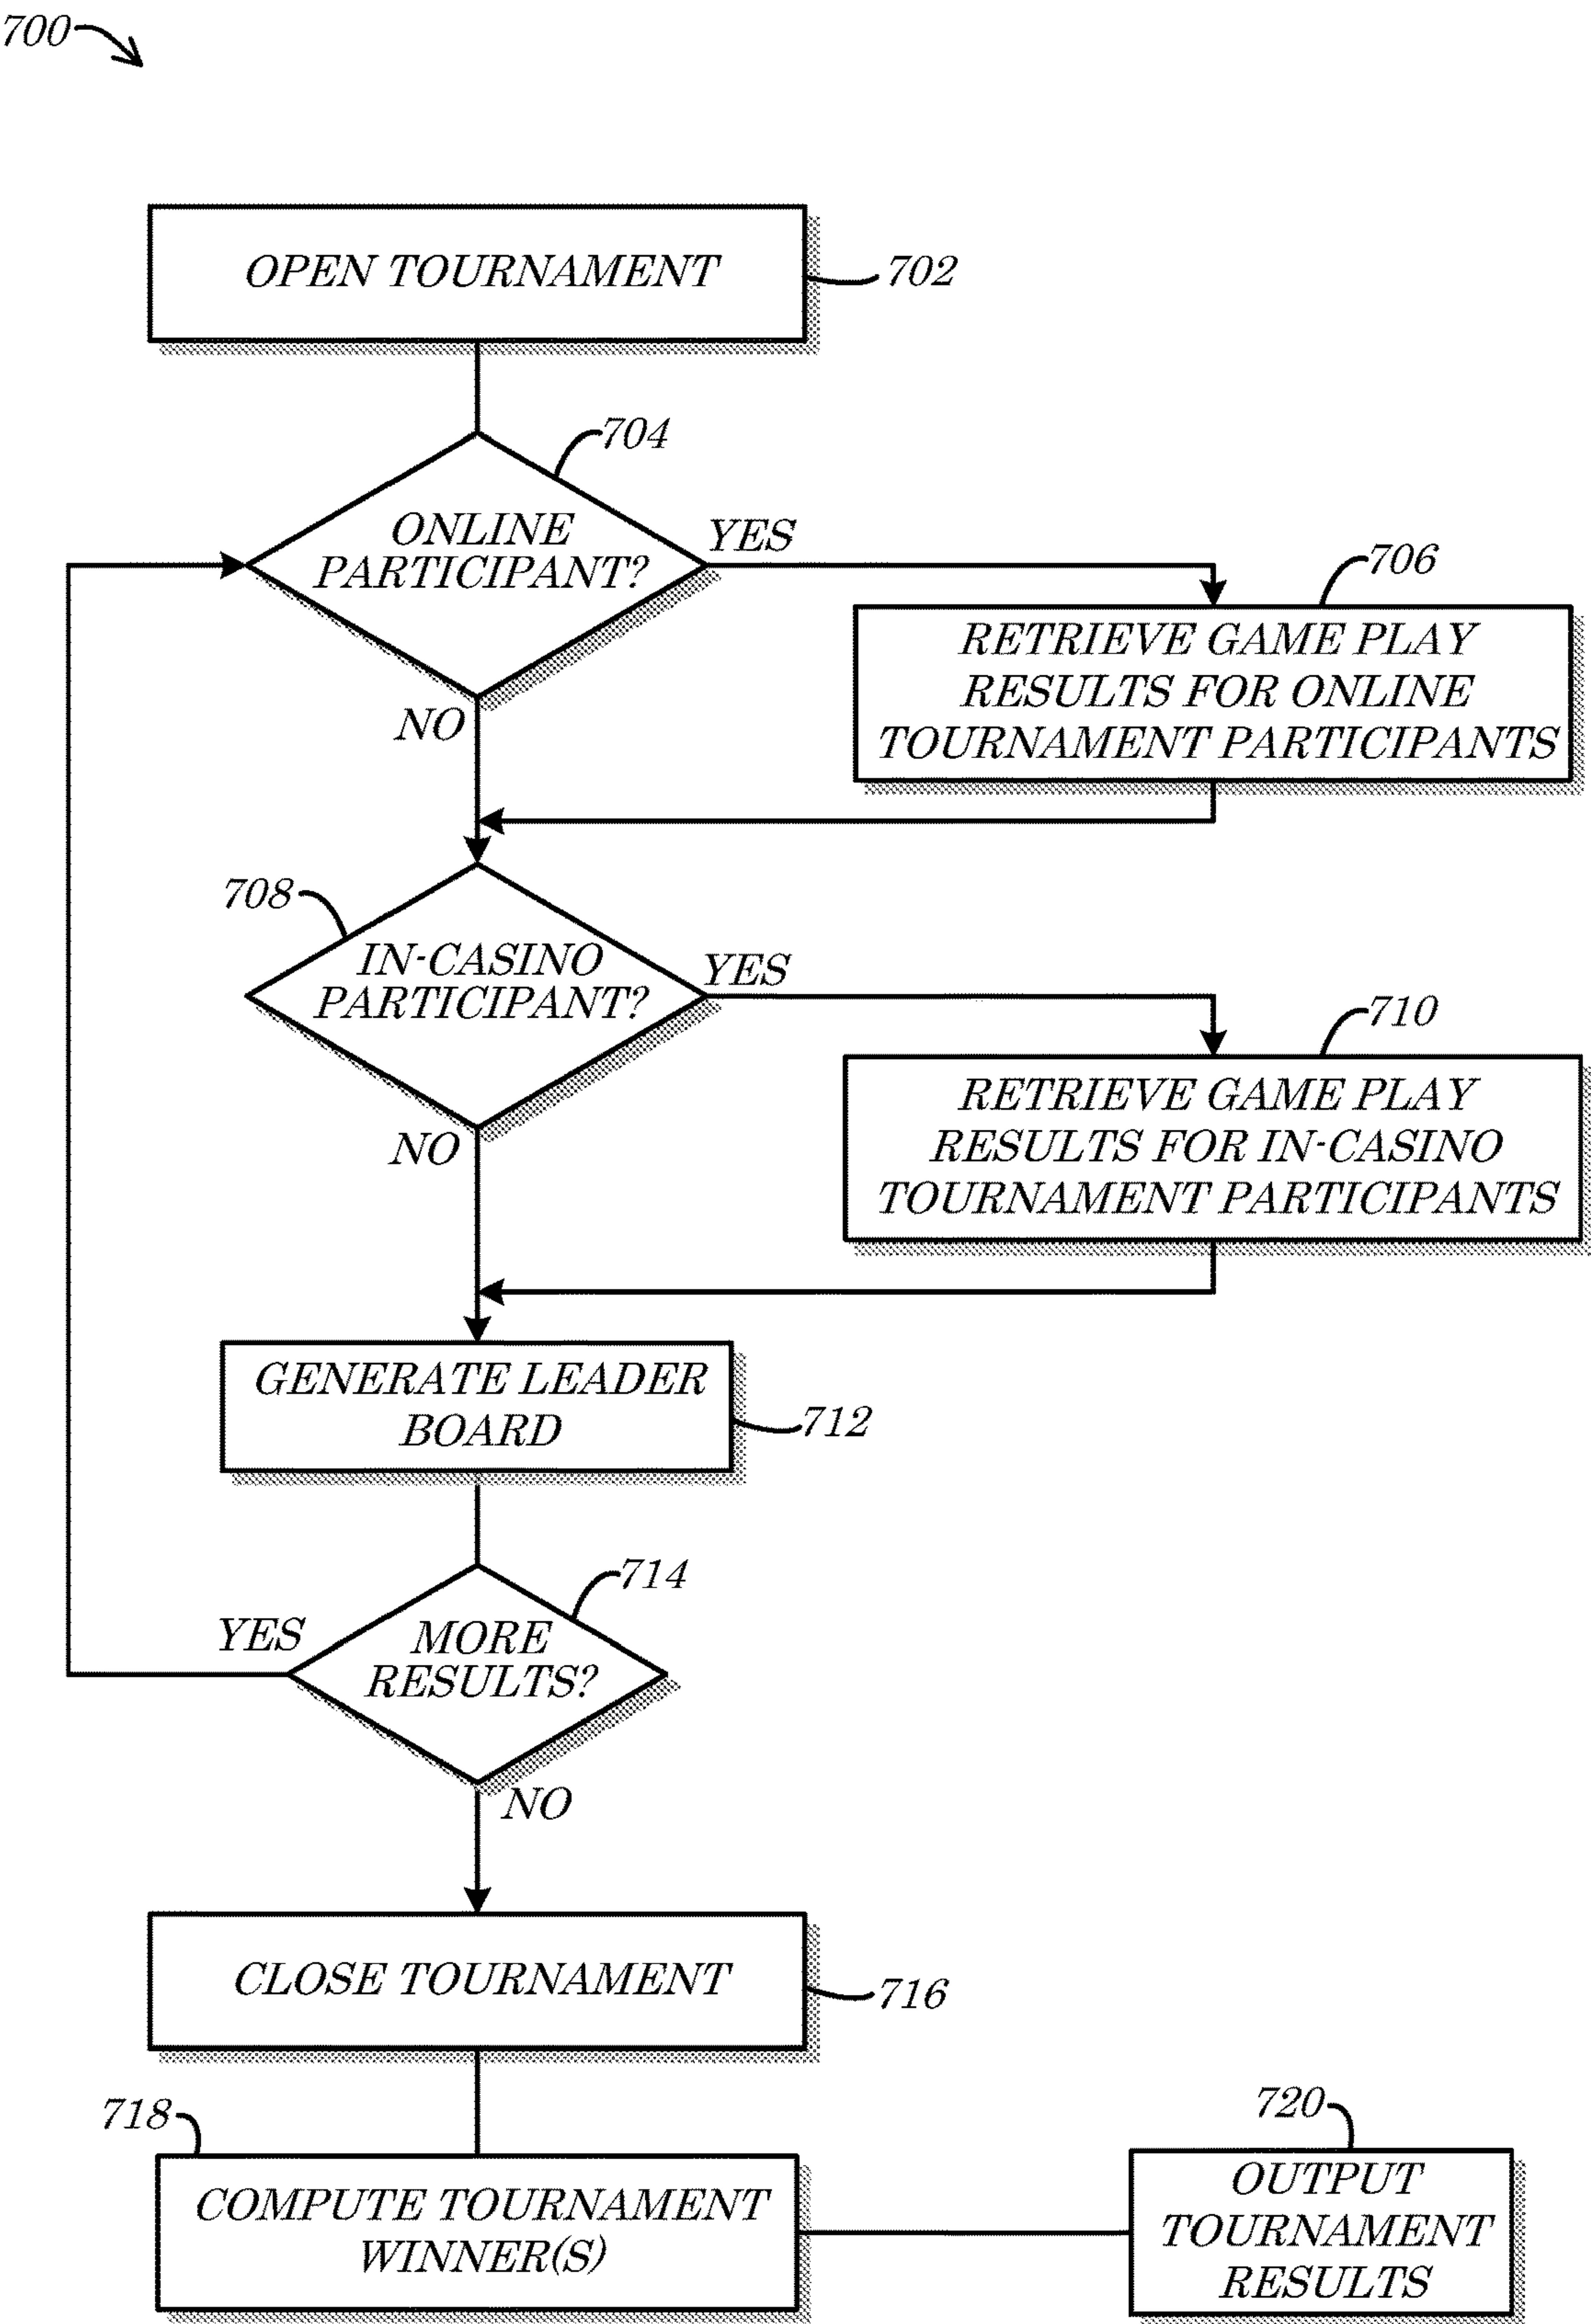 700
OPEN TOURNAMENT
702
704
ONLINE
PARTICIPANT?
YES
706
RETRIEVE GAME PLAY
RESULTS FOR ONLINE
TOURNAMENT PARTICIPANTS
NO
708
IN-CASINO
PARTICIPANT?
YES
710
RETRIEVE GAME PLAY
RESULTS FOR IN-CASINO
TOURNAMENT PARTICIPANTS
NO
GENERATE LEADER
BOARD
712
714
YES
MORE
RESULTS?
NO
CLOSE TOURNAMENT
716
718
COMPUTE TOURNAMENT
WINNER(S)
720
OUTPUT
TOURNAMENT
RESULTS